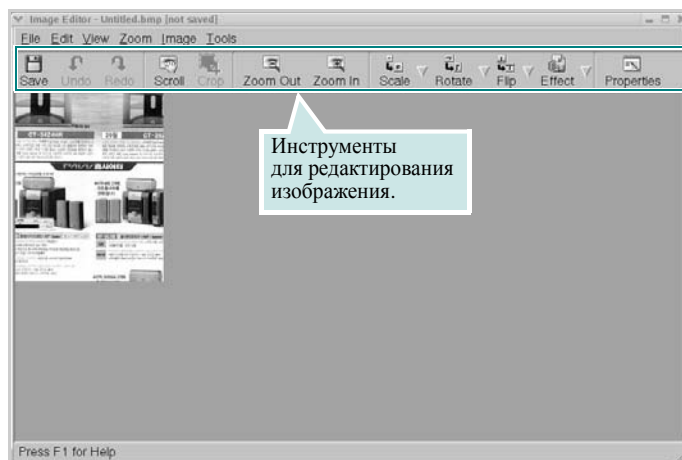 Image Editor - Untitled.bmp [not saved]
File Edit View Zoom Image Tools
Save Undo Redo Scroll Crop Zoom Out Zoom In Scale Rotate Flip Effect Properties
Инструменты
для редактирования
изображения.
Press F1 for Help